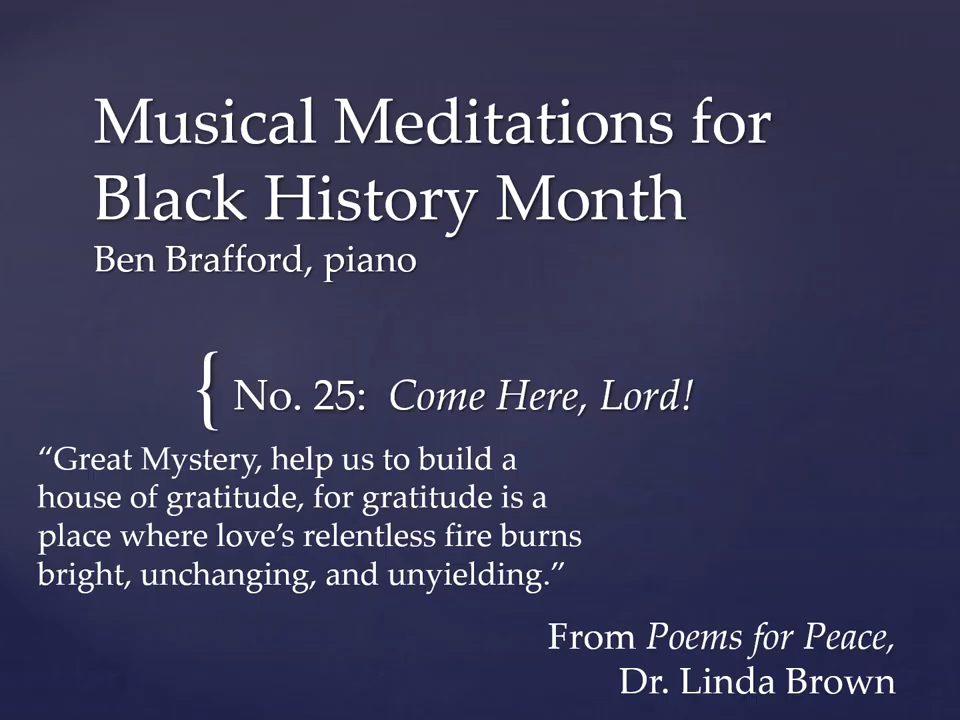 Musical Meditations for
Black History Month
Ben Brafford, piano
{ No. 25: Come Here, Lord!
“Great Mystery, help us to build a
house of gratitude, for gratitude is a
place where love’s relentless fire burns
bright, unchanging, and unyielding.”
From Poems for Peace,
Dr. Linda Brown